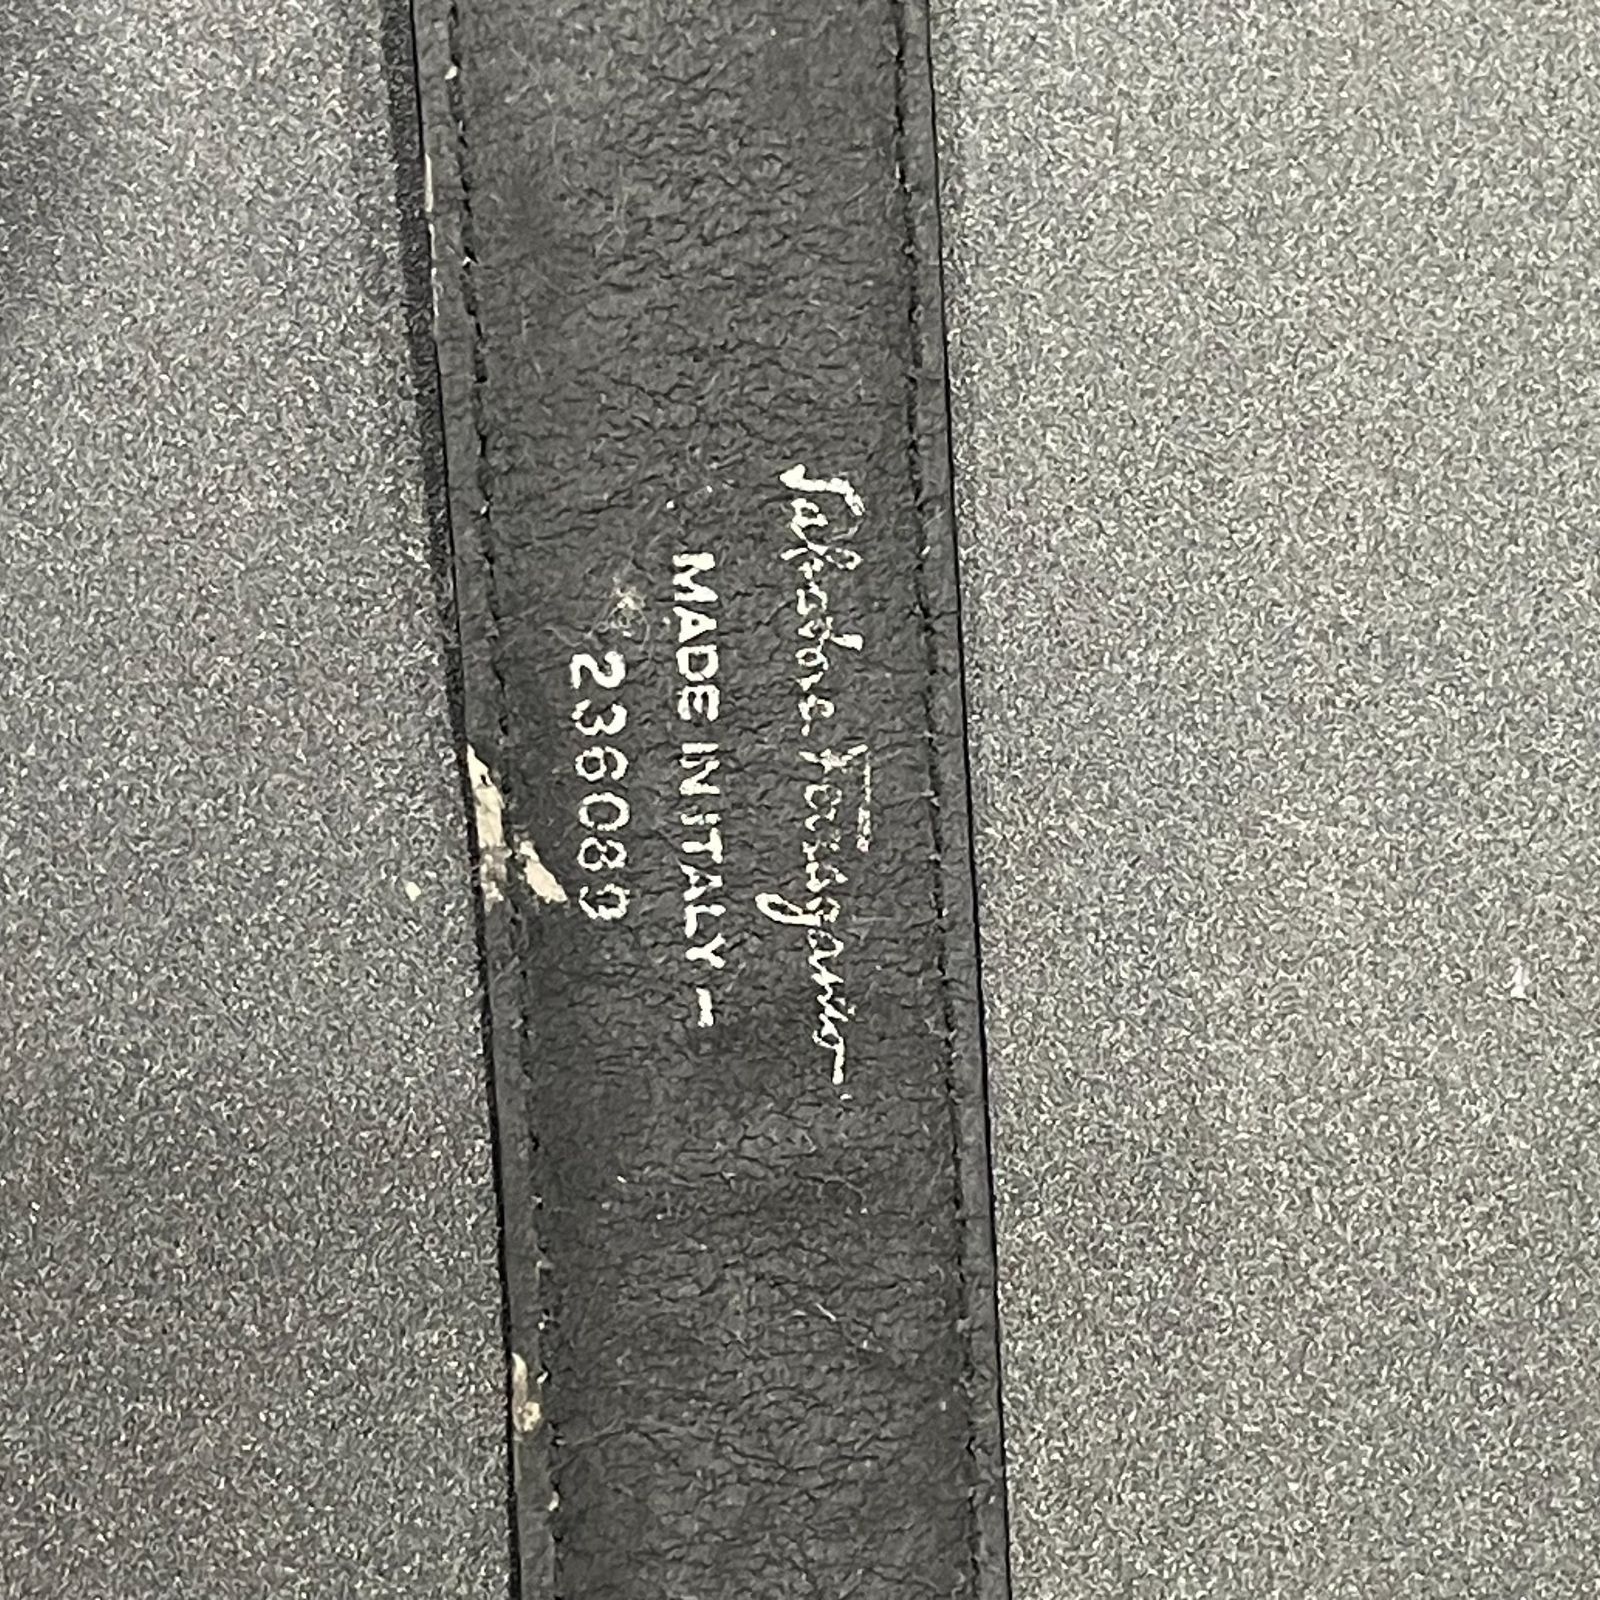 Salvatore Ferragamo
MADE IN ITALY –
236089